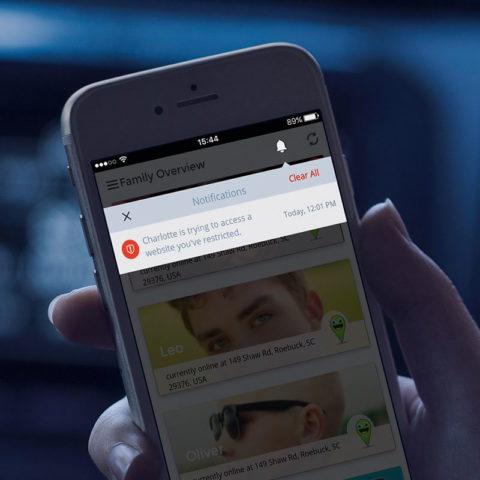 15:44
89%
Family Overview
Notifications
Clear All
Charlotte is trying to access a
website you've restricted.
Today, 12:01 PM
currently online at 149 Shaw Rd, Roebuck, SC
29376, USA
Leo
currently online at 149 Shaw Rd, Roebuck, SC
29376, USA
Oliver
currently online at 149 Shaw Rd, Roebuck, SC